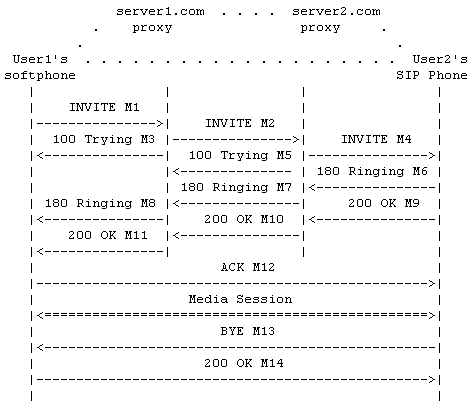 server1.com . . . . server2.com
. proxy proxy .
. .
User1's . . . . . . . . . . . . . . . . . . . . . . User2's
softphone SIP Phone
| | | |
| INVITE M1 | | |
|--------------->| INVITE M2 | |
| 100 Trying M3 |--------------->| INVITE M4 |
|<---------------| 100 Trying M5 |--------------->|
| |<-------------- | 180 Ringing M6 |
| | 180 Ringing M7 |<---------------|
| 180 Ringing M8 |<---------------| 200 OK M9 |
|<---------------| 200 OK M10 |<---------------|
| 200 OK M11 |<---------------| |
|<---------------| | |
| ACK M12 |
|------------------------------------------------->|
| Media Session |
|<================================================>|
| BYE M13 |
|<-------------------------------------------------|
| 200 OK M14 |
|------------------------------------------------->|
| |